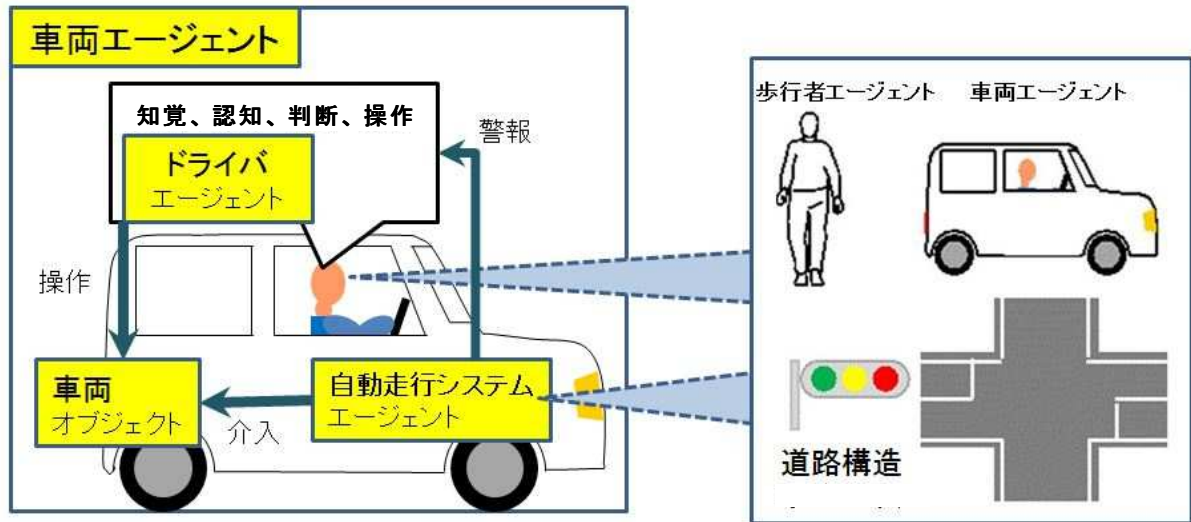 車両エージェント
知覚、認知、判断、操作
ドライバ
エージェント
警報
操作
車両
オブジェクト
介入
自動走行システム
エージェント
歩行者エージェント
車両エージェント
道路構造